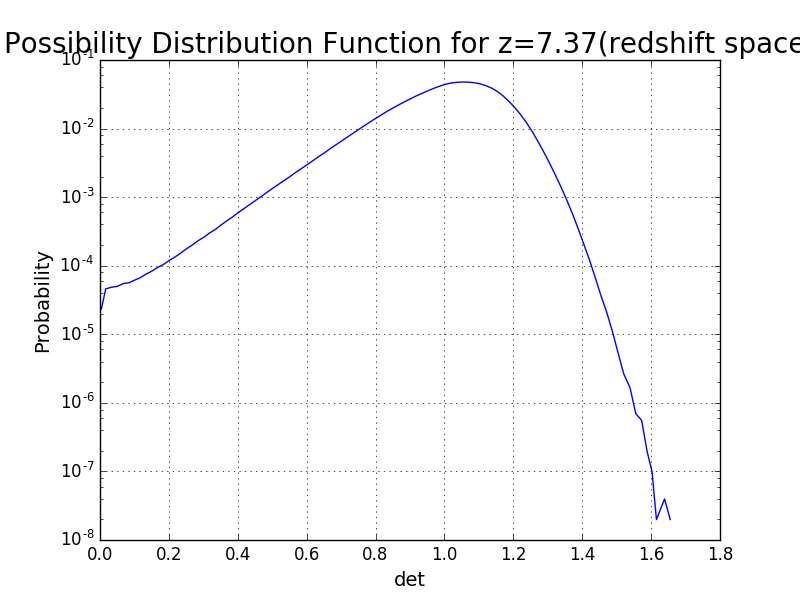 Possibility Distribution Function for z=7.37(redshift space
10^-1
10^-2
10^-3
10^-4
10^-5
10^-6
10^-7
10^-8
Probability
0.0 0.2 0.4 0.6 0.8 1.0 1.2 1.4 1.6 1.8
det